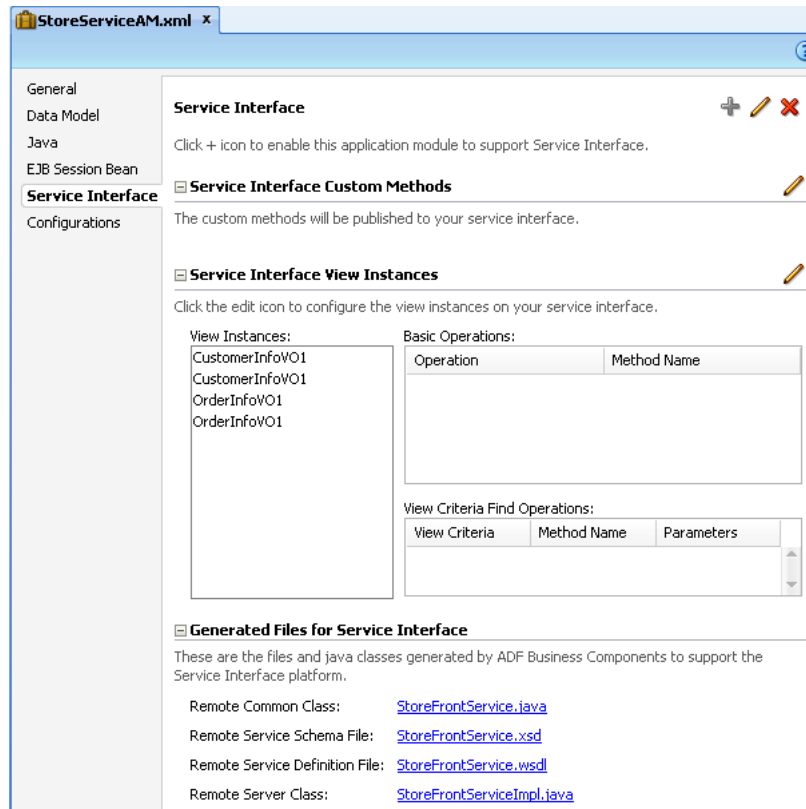 StoreServiceAM.xml x
General
Data Model
Java
EJB Session Bean
Service Interface
Configurations
Service Interface
Click + icon to enable this application module to support Service Interface.
Service Interface Custom Methods
The custom methods will be published to your service interface.
Service Interface View Instances
Click the edit icon to configure the view instances on your service interface.
View Instances:
CustomerInfoVO1
CustomerInfoVO1
OrderInfoVO1
OrderInfoVO1
Basic Operations:
Operation Method Name
View Criteria Find Operations:
View Criteria Method Name Parameters
Generated Files for Service Interface
These are the files and java classes generated by ADF Business Components to support the
Service Interface platform.
Remote Common Class: StoreFrontService.java
Remote Service Schema File: StoreFrontService.xsd
Remote Service Definition File: StoreFrontService.wsdl
Remote Server Class: StoreFrontServiceImpl.java